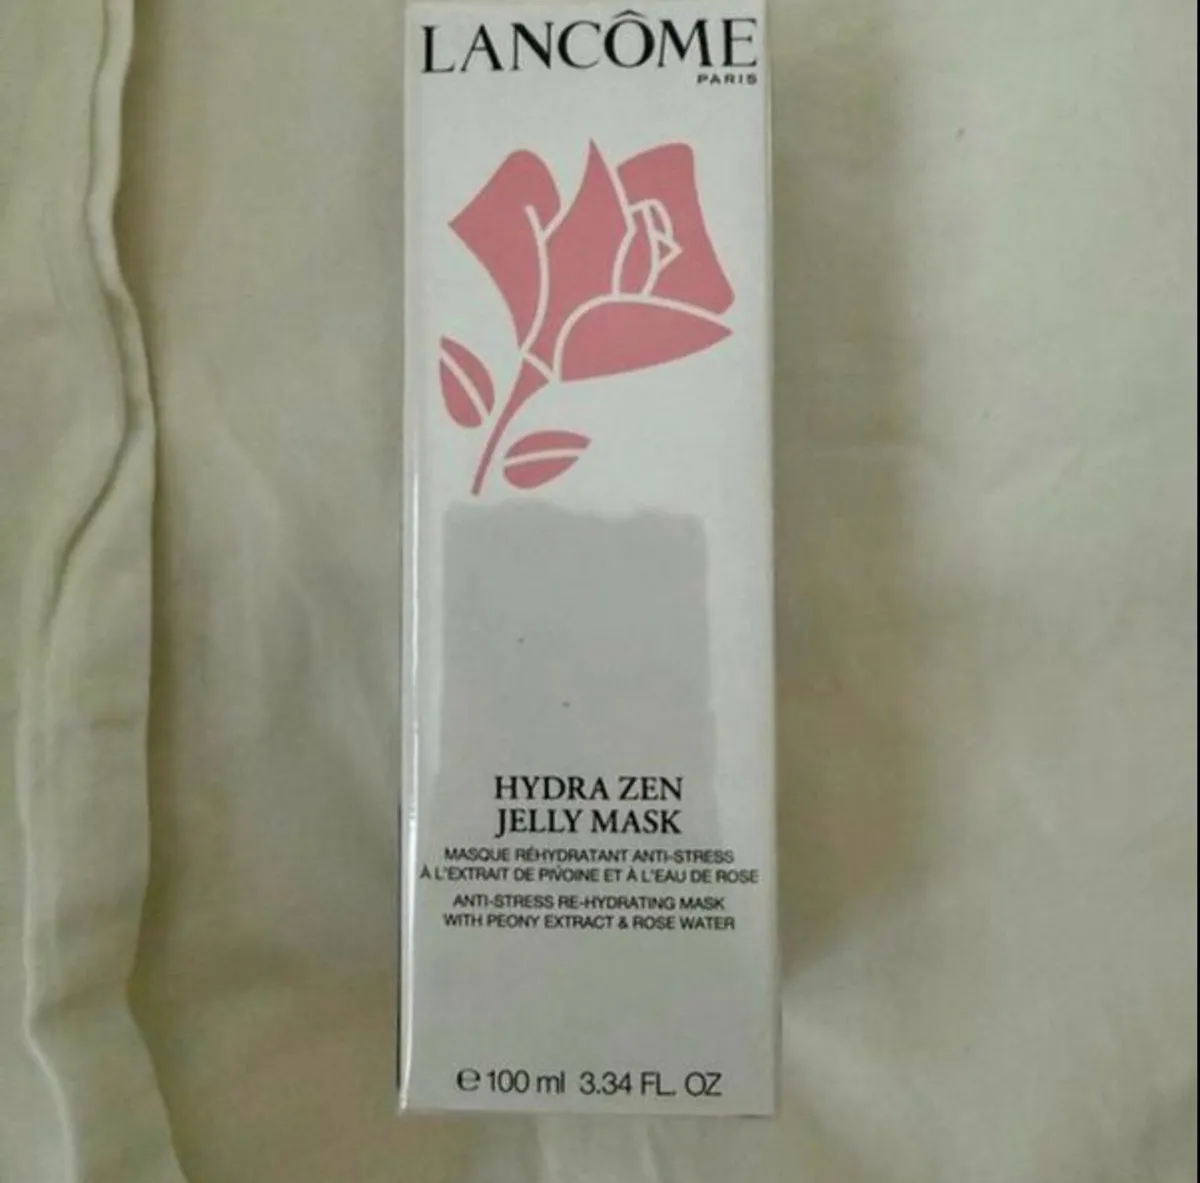 LANCÔME
PARIS
HYDRA ZEN
JELLY MASK
MASQUE RÉHYDRATANT ANTI-STRESS
À L'EXTRAIT DE PIVOINE ET À L'EAU DE ROSE
ANTI-STRESS RE-HYDRATING MASK
WITH PEONY EXTRACT & ROSE WATER
℮ 100 ml 3.34 FL. OZ